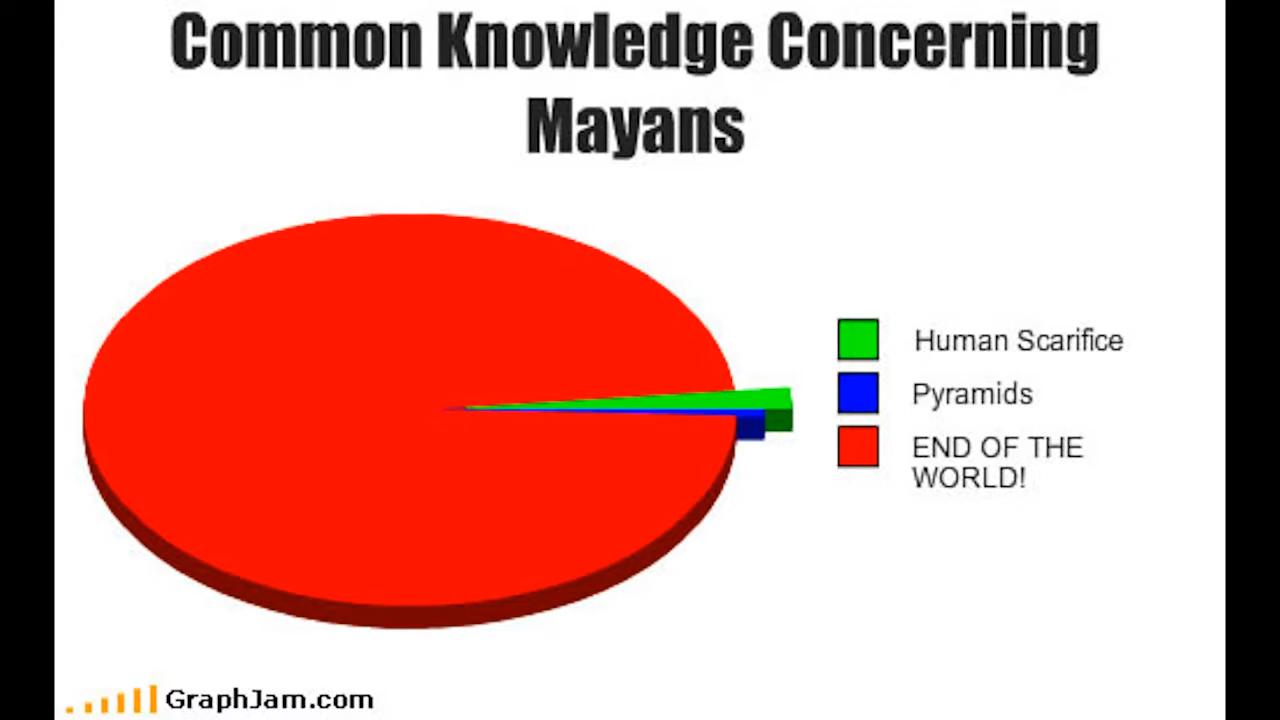 Common Knowledge Concerning
Mayans
Human Scarifice
Pyramids
END OF THE
WORLD!
GraphJam.com